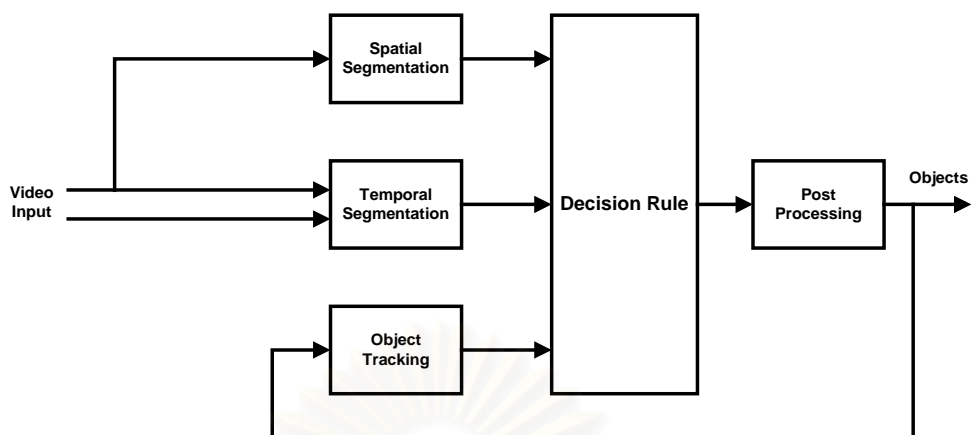 Spatial
Segmentation
Video
Input
Temporal
Segmentation
Decision Rule
Post
Processing
Objects
Object
Tracking